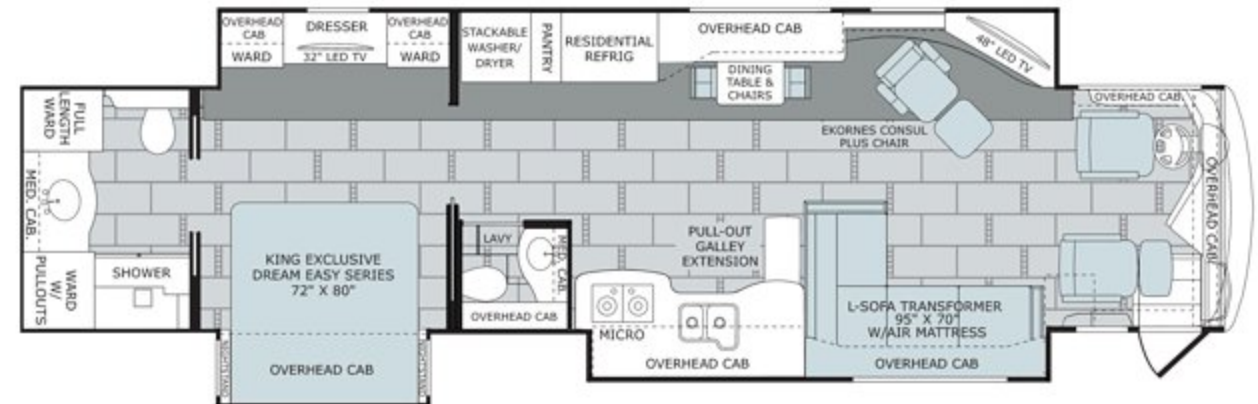 OVERHEAD
CAB
WARD
DRESSER
32" LED TV
OVERHEAD
CAB
WARD
STACKABLE
WASHER/
DRYER
PANTRY
RESIDENTIAL
REFRIG
OVERHEAD CAB
48" LED TV
DINING
TABLE &
CHAIRS
EKORNES CONSUL
PLUS CHAIR
OVERHEAD CAB
OVERHEAD CAB
FULL
LENGTH
WARD
MED. CAB.
WARD
W/
PULLOUTS
SHOWER
KING EXCLUSIVE
DREAM EASY SERIES
72" X 80"
OVERHEAD CAB
NIGHTSTAND
NIGHTSTAND
LAVY
MED. CAB.
OVERHEAD CAB
PULL-OUT
GALLEY
EXTENSION
MICRO
OVERHEAD CAB
L-SOFA TRANSFORMER
95" X 70"
W/AIR MATTRESS
OVERHEAD CAB